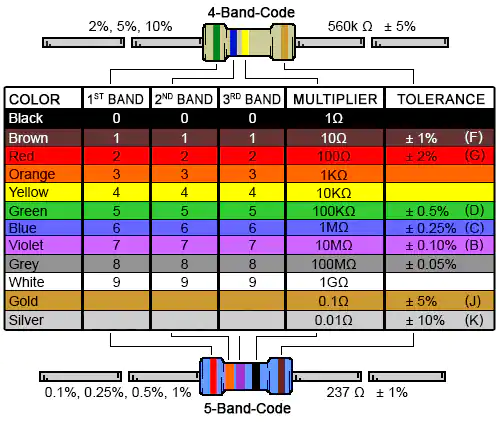 4-Band-Code
2%, 5%, 10% 560k Ω ± 5%
COLOR 1ST BAND 2ND BAND 3RD BAND MULTIPLIER TOLERANCE
Black 0 0 0 1Ω
Brown 1 1 1 10Ω ± 1% (F)
Red 2 2 2 100Ω ± 2% (G)
Orange 3 3 3 1KΩ
Yellow 4 4 4 10KΩ
Green 5 5 5 100KΩ ± 0.5% (D)
Blue 6 6 6 1MΩ ± 0.25% (C)
Violet 7 7 7 10MΩ ± 0.10% (B)
Grey 8 8 8 100MΩ ± 0.05%
White 9 9 9 1GΩ
Gold 0.1Ω ± 5% (J)
Silver 0.01Ω ± 10% (K)
0.1%, 0.25%, 0.5%, 1% 237 Ω ± 1%
5-Band-Code